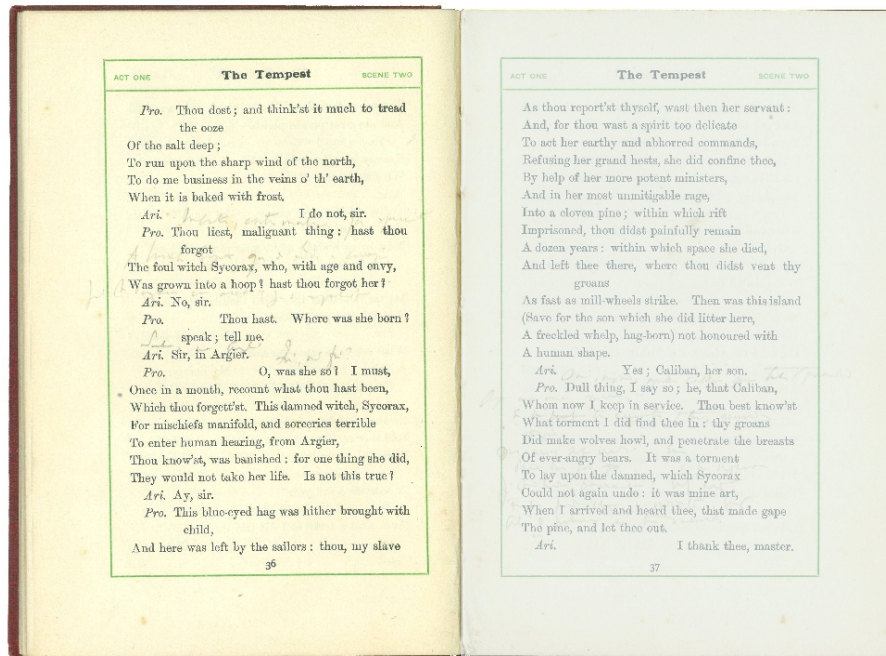 ACT ONE The Tempest SCENE TWO
Pro. Thou dost; and think'st it much to tread
the ooze
Of the salt deep;
To run upon the sharp wind of the north,
To do me business in the veins o' th' earth,
When it is baked with frost.
Ari. I do not, sir.
Pro. Thou liest, malignant thing: hast thou
forgot
The foul witch Sycorax, who, with age and envy,
Was grown into a hoop? hast thou forgot her?
Ari. No, sir.
Pro. Thou hast. Where was she born?
speak; tell me.
Ari. Sir, in Argier.
Pro. O, was she so? I must,
Once in a month, recount what thou hast been,
Which thou forgett'st. This damned witch, Sycorax,
For mischiefs manifold, and sorceries terrible
To enter human hearing, from Argier,
Thou know'st, was banished: for one thing she did,
They would not take her life. Is not this true?
Ari. Ay, sir.
Pro. This blue-eyed hag was hither brought with
child,
And here was left by the sailors: thou, my slave
36
ACT ONE The Tempest SCENE TWO
As thou report'st thyself, wast then her servant:
And, for thou wast a spirit too delicate
To act her earthy and abhorred commands,
Refusing her grand hests, she did confine thee,
By help of her more potent ministers,
And in her most unmitigable rage,
Into a cloven pine; within which rift
Imprisoned, thou didst painfully remain
A dozen years: within which space she died,
And left thee there, where thou didst vent thy
groans
As fast as mill-wheels strike. Then was this island
(Save for the son which she did litter here,
A freckled whelp, hag-born) not honoured with
A human shape.
Ari. Yes; Caliban, her son.
Pro. Dull thing, I say so; he, that Caliban,
Whom now I keep in service. Thou best know'st
What torment I did find thee in: thy groans
Did make wolves howl, and penetrate the breasts
Of ever-angry bears. It was a torment
To lay upon the damned, which Sycorax
Could not again undo: it was mine art,
When I arrived and heard thee, that made gape
The pine, and let thee out.
Ari. I thank thee, master.
37